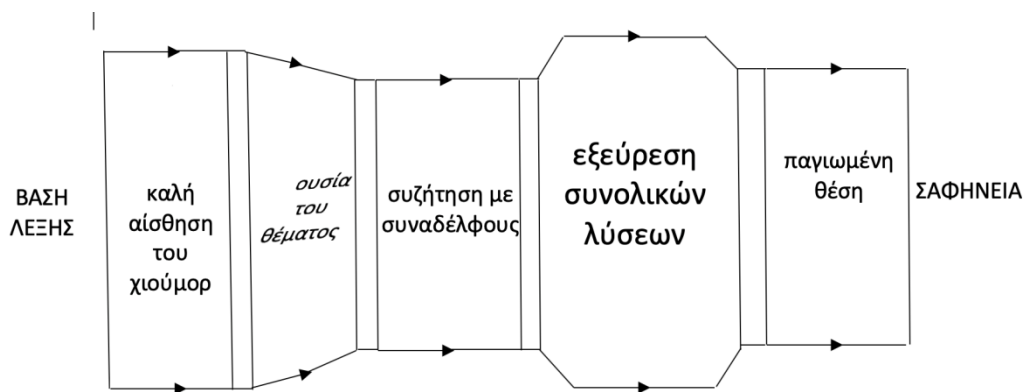 ΒΑΣΗ
ΛΕΞΗΣ
καλή
αίσθηση
του
χιούμορ
ουσία
του
θέματος
συζήτηση με
συναδέλφους
εξεύρεση
συνολικών
λύσεων
παγιωμένη
θέση
ΣΑΦΗΝΕΙΑ